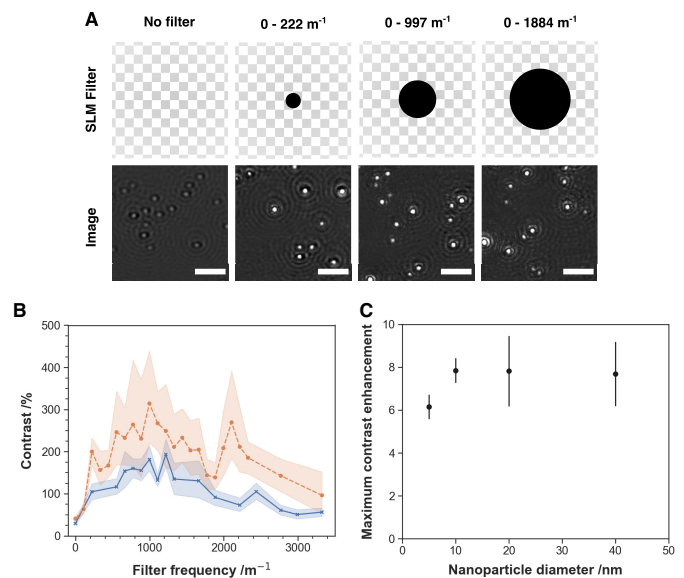 A
No filter
0 - 222 m⁻¹
0 - 997 m⁻¹
0 - 1884 m⁻¹
SLM Filter
Image
B
Contrast /%
500
400
300
200
100
0
0
1000
2000
3000
Filter frequency /m⁻¹
C
Maximum contrast enhancement
10
8
6
4
2
0
0
10
20
30
40
50
Nanoparticle diameter /nm